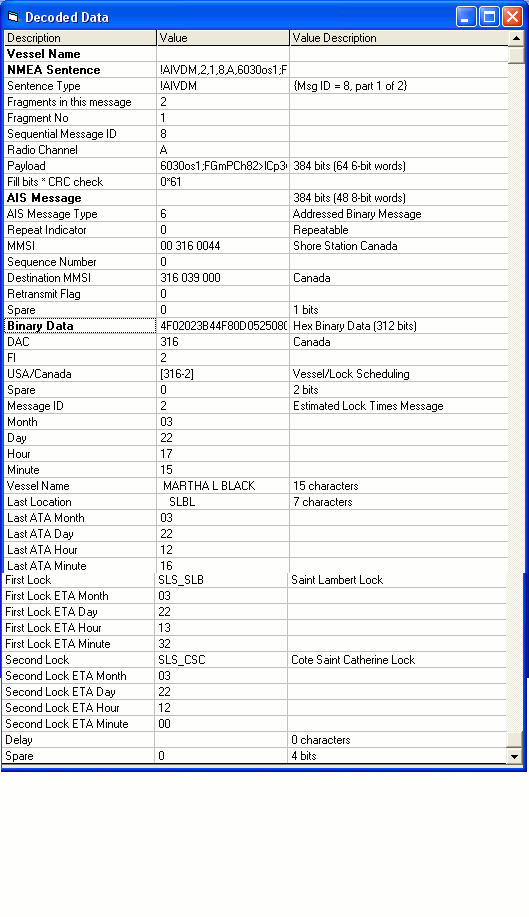 Decoded Data
Description Value Value Description
Vessel Name
NMEA Sentence !AIVDM,2,1,8,A,6030os1;F
Sentence Type !AIVDM {Msg ID = 8, part 1 of 2}
Fragments in this message 2
Fragment No 1
Sequential Message ID 8
Radio Channel A
Payload 6030os1;FGmPCh82>ICp3( 384 bits (64 6-bit words)
Fill bits * CRC check 0*61
AIS Message 384 bits (48 8-bit words)
AIS Message Type 6 Addressed Binary Message
Repeat Indicator 0 Repeatable
MMSI 00 316 0044 Shore Station Canada
Sequence Number 0
Destination MMSI 316 039 000 Canada
Retransmit Flag 0
Spare 0 1 bits
Binary Data 4F02023B44F80D0525080 Hex Binary Data (312 bits)
DAC 316 Canada
FI 2
USA/Canada [316-2] Vessel/Lock Scheduling
Spare 0 2 bits
Message ID 2 Estimated Lock Times Message
Month 03
Day 22
Hour 17
Minute 15
Vessel Name MARTHA L BLACK 15 characters
Last Location SLBL 7 characters
Last ATA Month 03
Last ATA Day 22
Last ATA Hour 12
Last ATA Minute 16
First Lock SLS_SLB Saint Lambert Lock
First Lock ETA Month 03
First Lock ETA Day 22
First Lock ETA Hour 13
First Lock ETA Minute 32
Second Lock SLS_CSC Cote Saint Catherine Lock
Second Lock ETA Month 03
Second Lock ETA Day 22
Second Lock ETA Hour 12
Second Lock ETA Minute 00
Delay 0 characters
Spare 0 4 bits